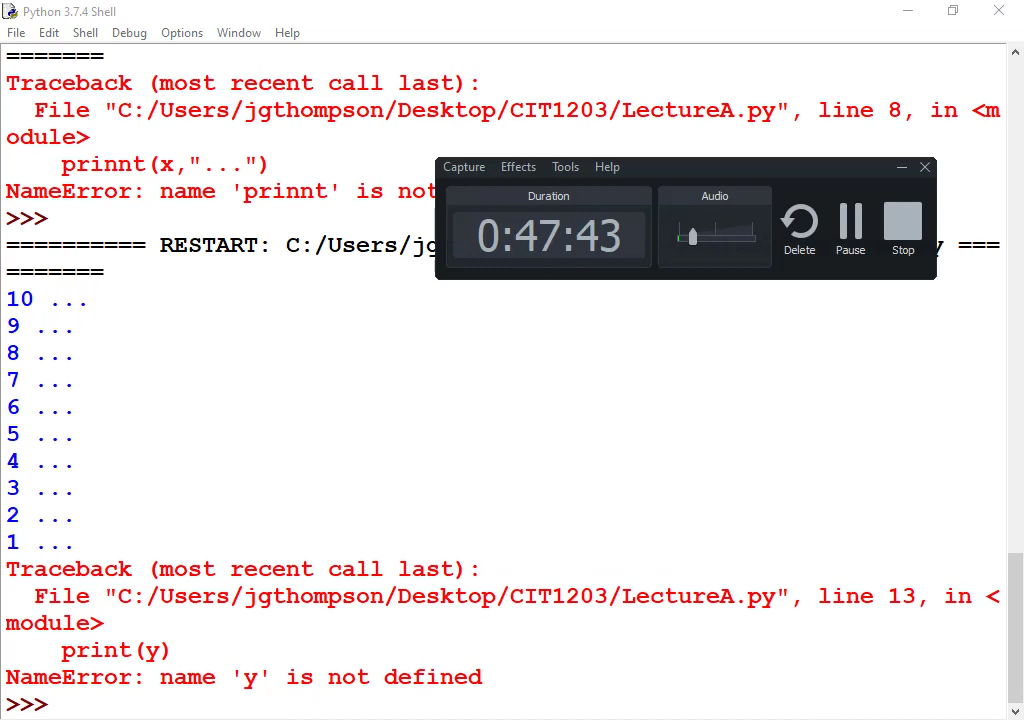 Python 3.7.4 Shell
File Edit Shell Debug Options Window Help
=======
Traceback (most recent call last):
  File "C:/Users/jgthompson/Desktop/CIT1203/LectureA.py", line 8, in <m
odule>
    prinnt(x,"...")
NameError: name 'prinnt' is not
>>>
========== RESTART: C:/Users/jg
===
=======
Capture Effects Tools Help
Duration
0:47:43
Audio
Delete Pause Stop
10 ...
9 ...
8 ...
7 ...
6 ...
5 ...
4 ...
3 ...
2 ...
1 ...
Traceback (most recent call last):
  File "C:/Users/jgthompson/Desktop/CIT1203/LectureA.py", line 13, in <
module>
    print(y)
NameError: name 'y' is not defined
>>>